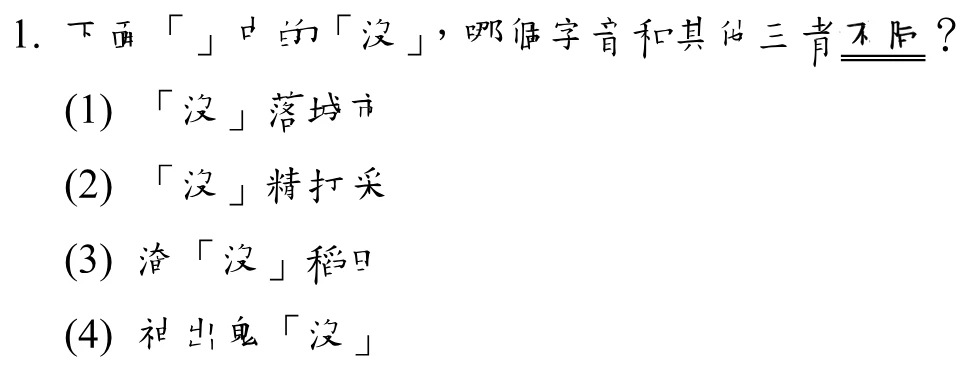 1. 下面「」中的「沒」，哪個字音和其他三者不同？
(1) 「沒」落城市
(2) 「沒」精打采
(3) 淹「沒」稻田
(4) 神出鬼「沒」